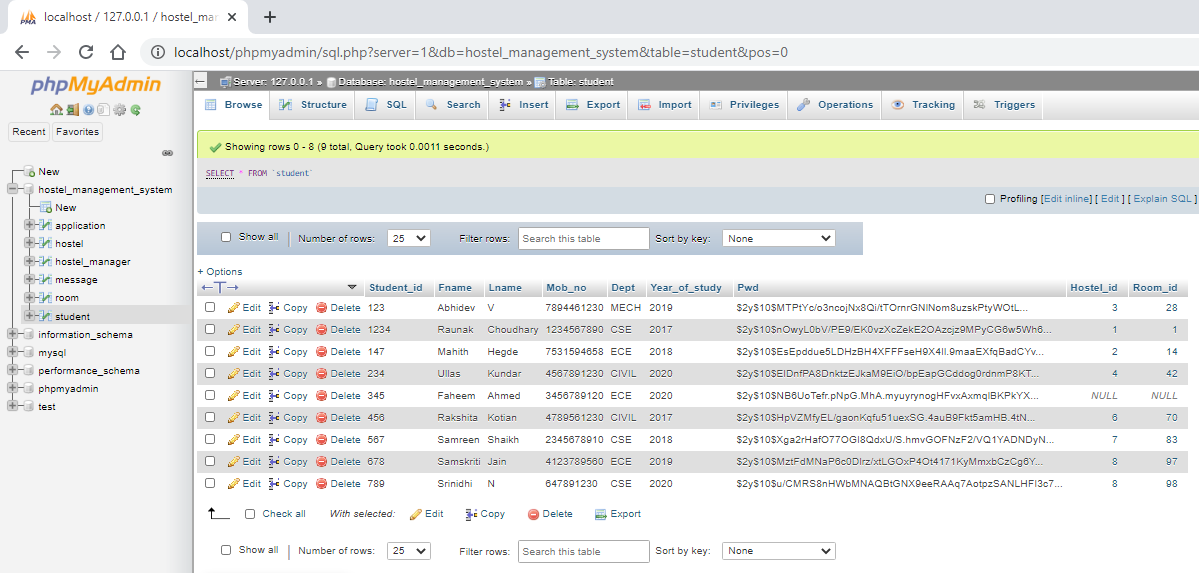 localhost / 127.0.0.1 / hostel_mar
localhost/phpmyadmin/sql.php?server=1&db=hostel_management_system&table=student&pos=0
phpMyAdmin
Recent Favorites
New
hostel_management_system
New
application
hostel
hostel_manager
message
room
student
information_schema
mysql
performance_schema
phpmyadmin
test
Server: 127.0.0.1 » Database: hostel_management_system » Table: student
Browse Structure SQL Search Insert Export Import Privileges Operations Tracking Triggers
Showing rows 0 - 8 (9 total, Query took 0.0011 seconds.)
SELECT * FROM `student`
Profiling [Edit inline] [ Edit ] [ Explain SQL ]
Show all Number of rows: 25 Filter rows: Search this table Sort by key: None
+ Options
Student_id Fname Lname Mob_no Dept Year_of_study Pwd Hostel_id Room_id
Edit Copy Delete 123 Abhidev V 7894461230 MECH 2019 $2y$10$MTPtYc/o3ncojNx8Qi/tTOrnrGNlNom8uzskPtyWOtL... 3 28
Edit Copy Delete 1234 Raunak Choudhary 1234567890 CSE 2017 $2y$10$nOwyL0bV/PE9/EK0vzXcZekE2OAzcjz9MPyCG6w5Wh6... 1 1
Edit Copy Delete 147 Mahith Hegde 7531594658 ECE 2018 $2y$10$EsEpddue5LDHzBH4XFFFseH9X4Il.9maaEXfqBadCYv... 2 14
Edit Copy Delete 234 Ullas Kundar 4567891230 CIVIL 2020 $2y$10$ElDnfPA8DnktzEJkaM9EiO/bpEapGCddog0rdnmP8KT... 4 42
Edit Copy Delete 345 Faheem Ahmed 3456789120 ECE 2020 $2y$10$NB6UoTefr.pNpG.MhA.myuyrynogHFvxAxmqlBKPkYX... NULL NULL
Edit Copy Delete 456 Rakshita Kotian 4789561230 CIVIL 2017 $2y$10$HpVZMfyEL/gaonKqfu51uexSG.4auB9Fkt5amHB.4tN... 6 70
Edit Copy Delete 567 Samreen Shaikh 2345678910 CSE 2018 $2y$10$Xga2rHafO77OGI8QdxU/S.hmvGOFNzF2/VQ1YADNDyN... 7 83
Edit Copy Delete 678 Samskriti Jain 4123789560 ECE 2019 $2y$10$MztFdMNaP6c0DIrz/xtLGOxP4Ot4171KyMmxbCzCg6Y... 8 97
Edit Copy Delete 789 Srinidhi N 647891230 CSE 2020 $2y$10$u/CMRS8nHWbMNAQBtGNX9eeRAAq7AotpzSANLHFI3c7... 8 98
Check all With selected: Edit Copy Delete Export
Show all Number of rows: 25 Filter rows: Search this table Sort by key: None